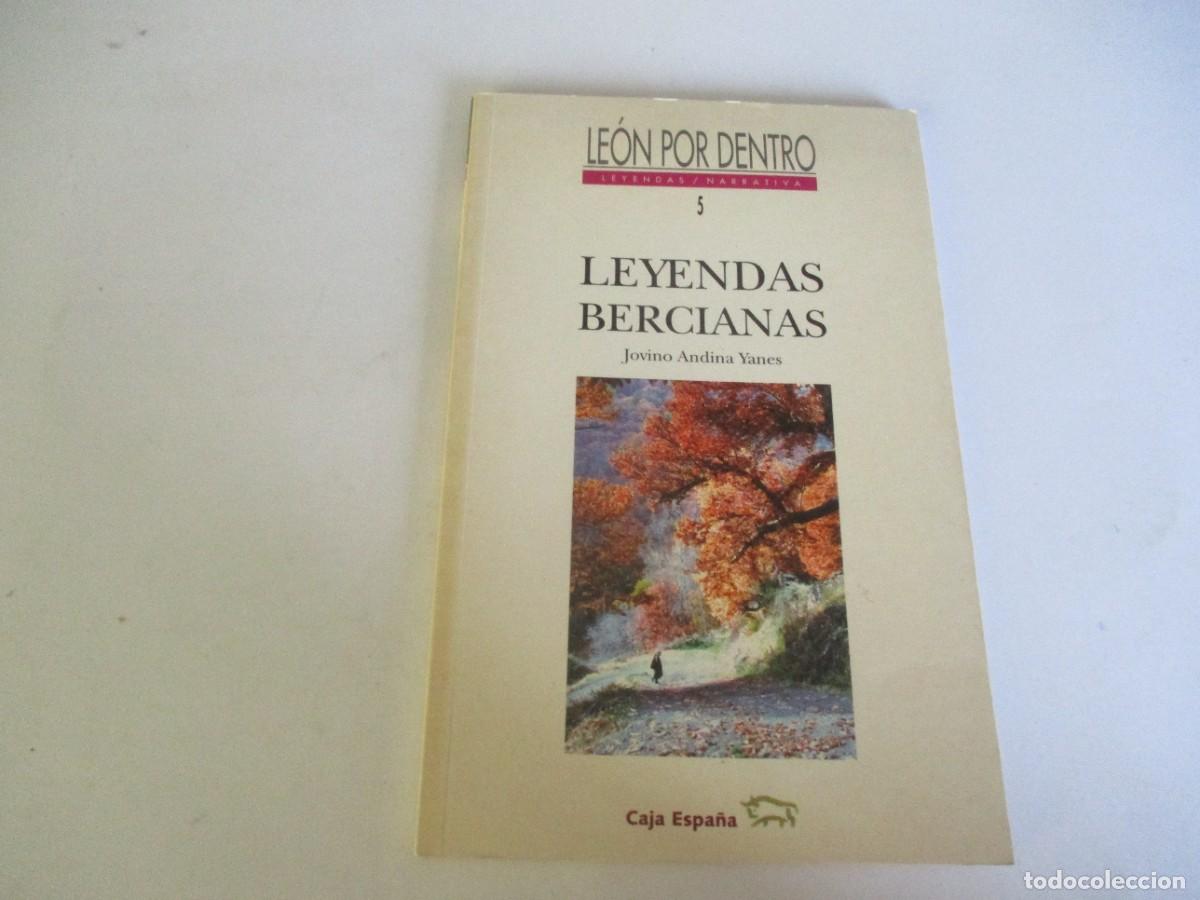 LEÓN POR DENTRO
LEYENDAS / NARRATIVA
5
LEYENDAS
BERCIANAS
Jovino Andina Yanes
Caja España
todocoleccion